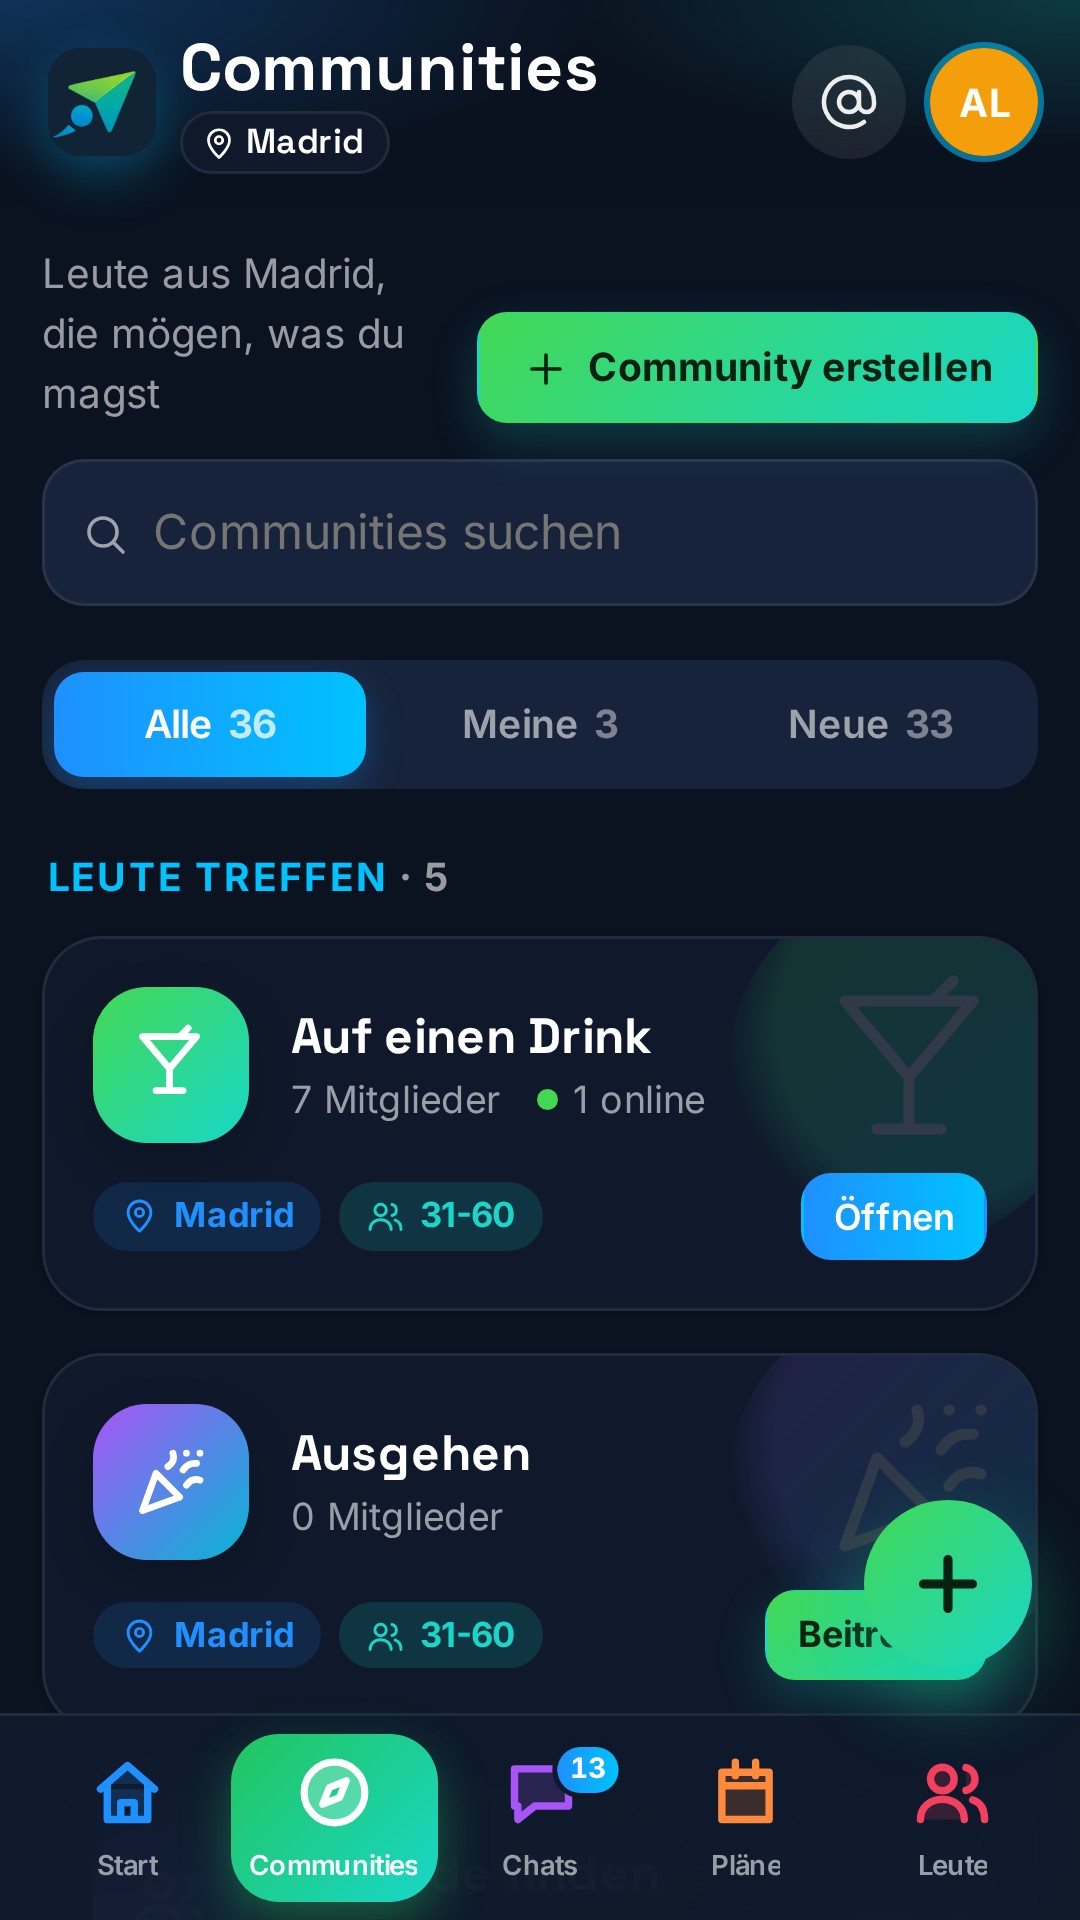 Communities
Madrid
AL
Leute aus Madrid,
die mögen, was du
magst
Community erstellen
Communities suchen
Alle 36
Meine 3
Neue 33
LEUTE TREFFEN · 5
Auf einen Drink
7 Mitglieder
1 online
Madrid
31-60
Öffnen
Ausgehen
0 Mitglieder
Madrid
31-60
13
Start
Communities
Chats
Pläne
Leute